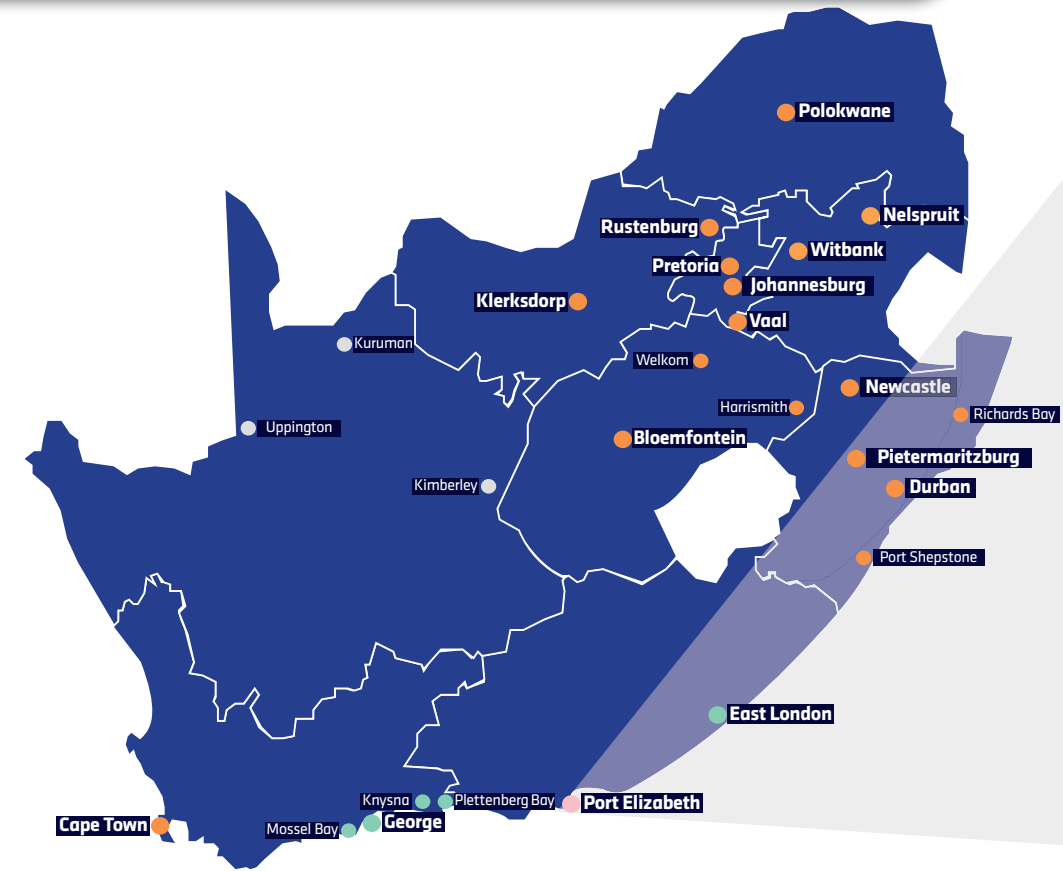 Polokwane
Nelspruit
Rustenburg
Witbank
Pretoria
Johannesburg
Klerksdorp
Vaal
Kuruman
Welkom
Newcastle
Harrismith
Richards Bay
Uppington
Bloemfontein
Pietermaritzburg
Kimberley
Durban
Port Shepstone
East London
Knysna
Plettenberg Bay
Port Elizabeth
George
Cape Town
Mossel Bay